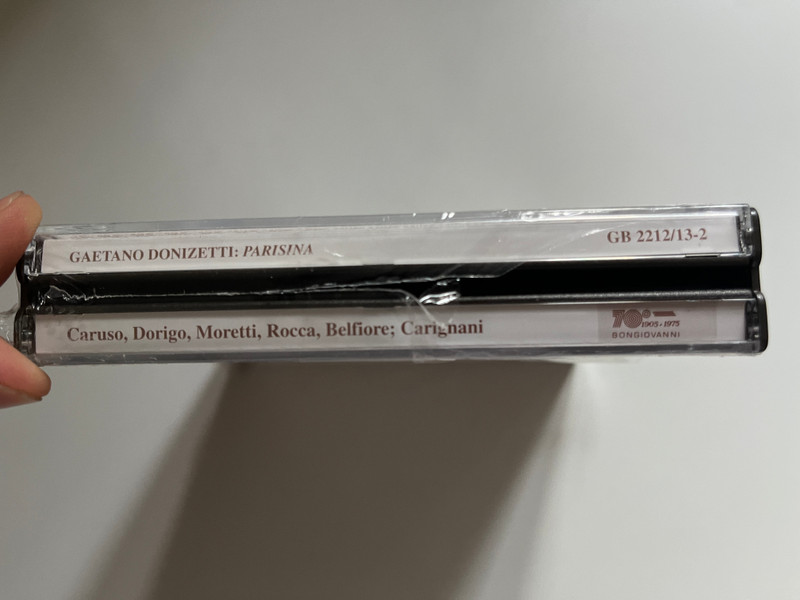 GAETANO DONIZETTI: PARISINA
GB 2212/13-2
Caruso, Dorigo, Moretti, Rocca, Belfiore; Carignani
70°
1905-1975
BONGIOVANNI